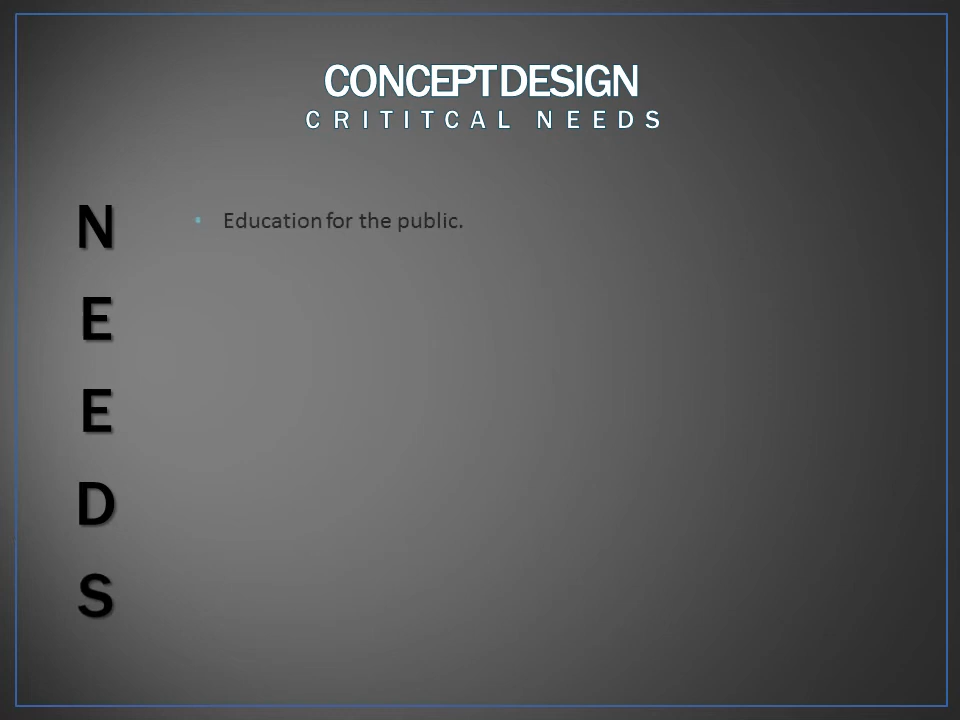 CONCEPT DESIGN
CRITITCAL NEEDS
N
E
E
D
S
• Education for the public.